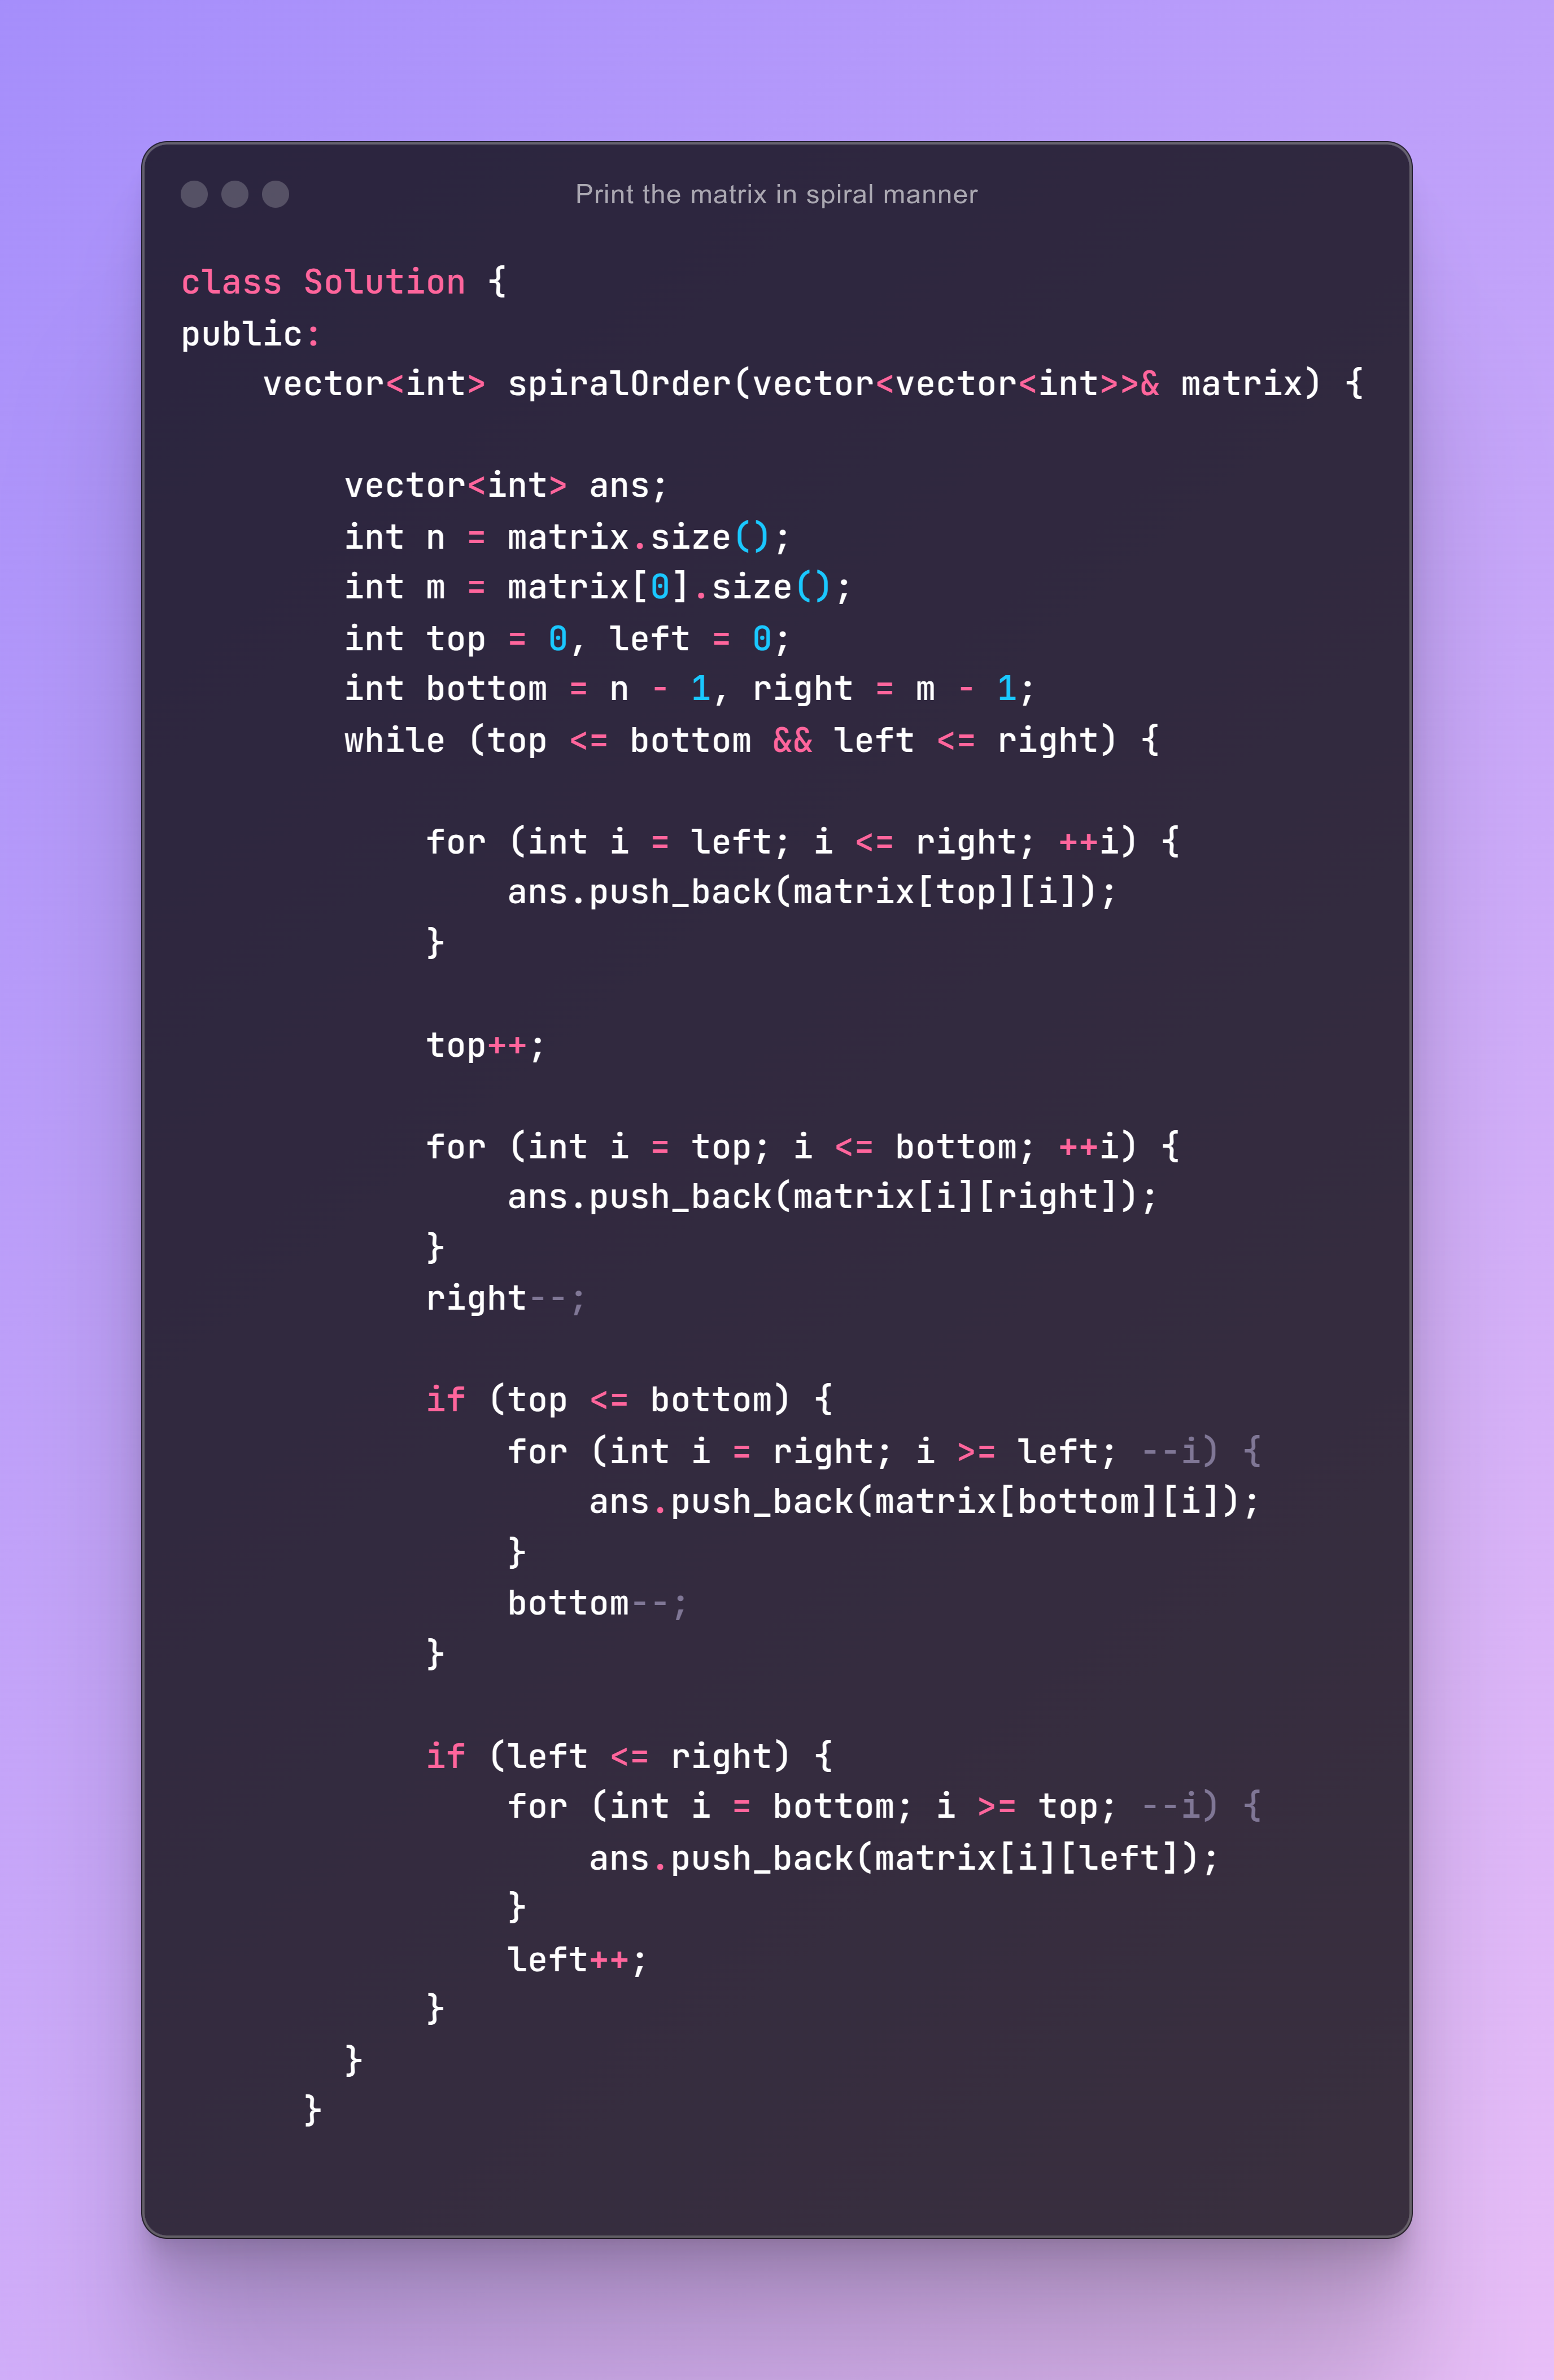 Print the matrix in spiral manner
class Solution {
public:
    vector<int> spiralOrder(vector<vector<int>>& matrix) {

        vector<int> ans;
        int n = matrix.size();
        int m = matrix[0].size();
        int top = 0, left = 0;
        int bottom = n - 1, right = m - 1;
        while (top <= bottom && left <= right) {

            for (int i = left; i <= right; ++i) {
                ans.push_back(matrix[top][i]);
            }

            top++;

            for (int i = top; i <= bottom; ++i) {
                ans.push_back(matrix[i][right]);
            }
            right--;

            if (top <= bottom) {
                for (int i = right; i >= left; --i) {
                    ans.push_back(matrix[bottom][i]);
                }
                bottom--;
            }

            if (left <= right) {
                for (int i = bottom; i >= top; --i) {
                    ans.push_back(matrix[i][left]);
                }
                left++;
            }
        }
      }